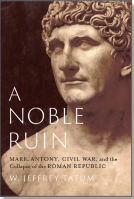 A
NOBLE
RUIN
MARK ANTONY, CIVIL WAR, and the
Collapse of the ROMAN REPUBLIC
W. JEFFREY TATUM